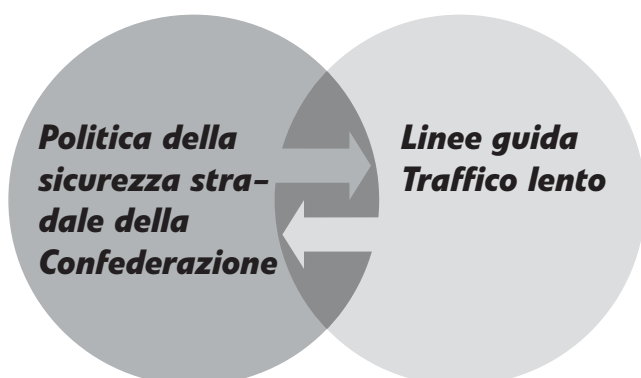 Politica della
sicurezza stra-
dale della
Confederazione
Linee guida
Traffico lento